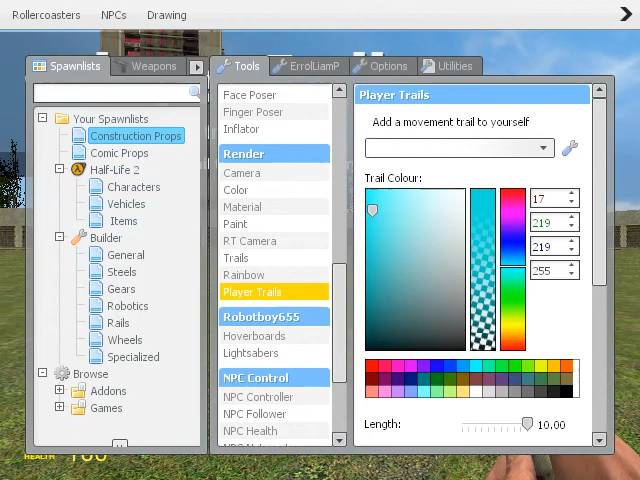 Rollercoasters NPCs Drawing
Spawnlists Weapons
Your Spawnlists
Construction Props
Comic Props
Half-Life 2
Characters
Vehicles
Items
Builder
General
Steels
Gears
Robotics
Rails
Wheels
Specialized
Browse
Addons
Games
Tools ErrolLiamP Options Utilities
Face Poser
Finger Poser
Inflator
Render
Camera
Color
Material
Paint
RT Camera
Trails
Rainbow
Player Trails
Robotboy655
Hoverboards
Lightsabers
NPC Control
NPC Controller
NPC Follower
NPC Health
Player Trails
Add a movement trail to yourself
Trail Colour:
17
219
219
255
Length: 10.00
HEALTH